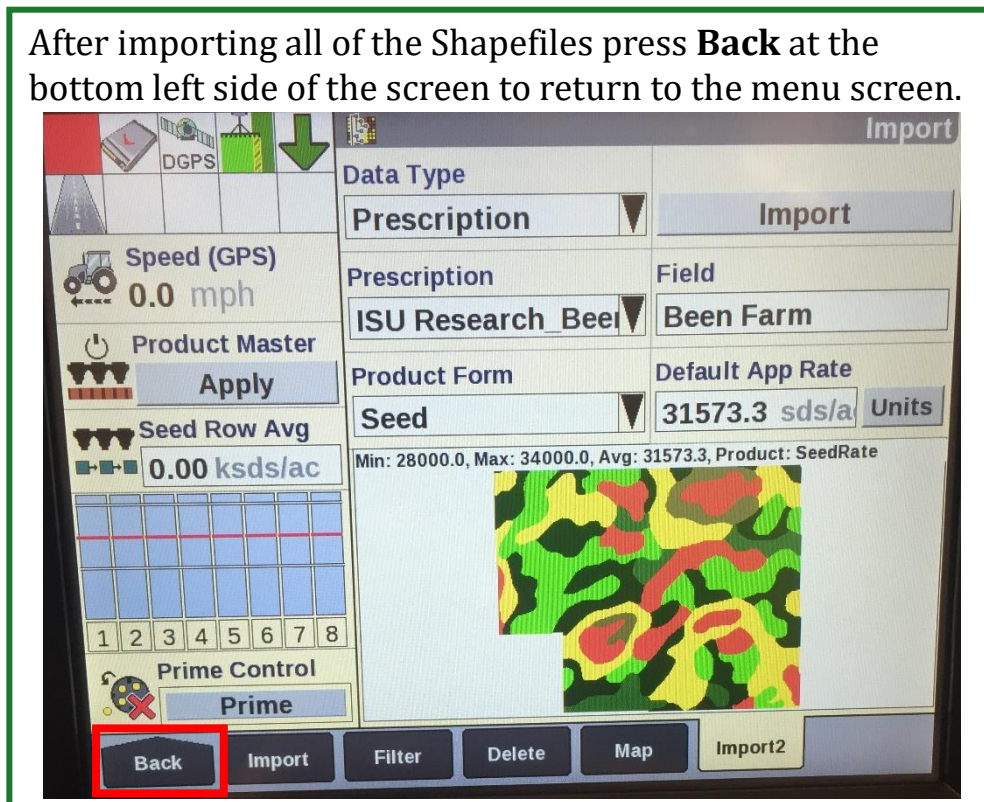 After importing all of the Shapefiles press Back at the
bottom left side of the screen to return to the menu screen.
Import
DGPS
Data Type
Prescription
Import
Speed (GPS)
0.0 mph
Prescription
Field
ISU Research_Beer
Been Farm
Product Master
Apply
Product Form
Default App Rate
Seed
31573.3 sds/a
Units
Seed Row Avg
0.00 ksds/ac
Min: 28000.0, Max: 34000.0, Avg: 31573.3, Product: SeedRate
1 2 3 4 5 6 7 8
Prime Control
Prime
Back
Import
Filter
Delete
Map
Import2